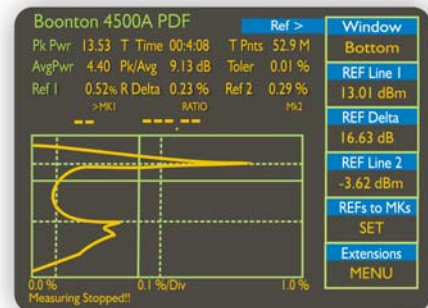 Boonton 4500A PDF
Ref >
Pk Pwr 13.53 T Time 00:4:08 T Pnts 52.9 M
AvgPwr 4.40 Pk/Avg 9.13 dB Toler 0.01 %
Ref 1 0.52% R Delta 0.23 % Ref 2 0.29 %
>MK1 RATIO Mk2
-- -- --
0.0 % 0.1 %/Div 1.0 %
Measuring Stopped!!
Window
Bottom
REF Line 1
13.01 dBm
REF Delta
16.63 dB
REF Line 2
-3.62 dBm
REFs to MKs
SET
Extensions
MENU